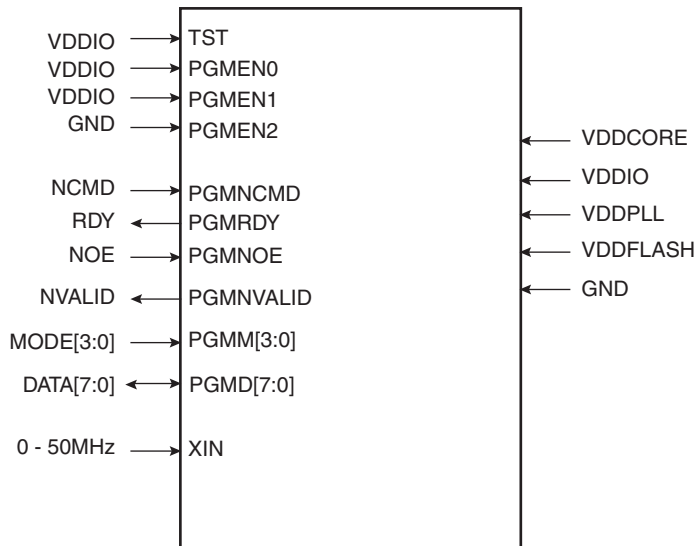 VDDIO TST
VDDIO PGMEN0
VDDIO PGMEN1
GND PGMEN2
NCMD PGMNCMD
RDY PGMRDY
NOE PGMNOE
NVALID PGMNVALID
MODE[3:0] PGMM[3:0]
DATA[7:0] PGMD[7:0]
0 - 50MHz XIN
VDDCORE
VDDIO
VDDPLL
VDDFLASH
GND